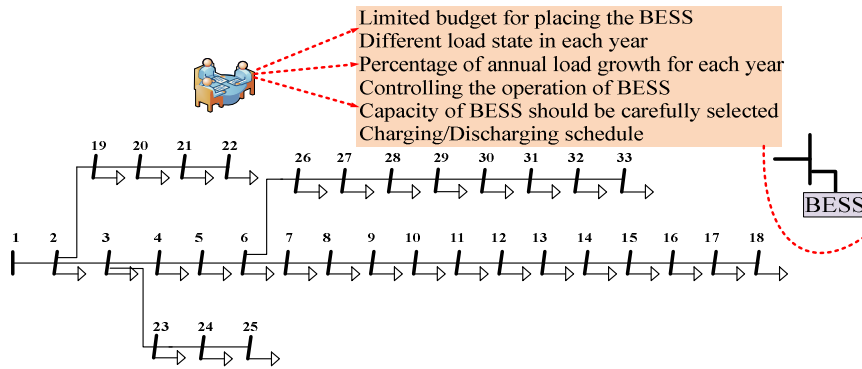 Limited budget for placing the BESS
Different load state in each year
Percentage of annual load growth for each year
Controlling the operation of BESS
Capacity of BESS should be carefully selected
Charging/Discharging schedule
19 20 21 22
26 27 28 29 30 31 32 33
BESS
1 2 3 4 5 6 7 8 9 10 11 12 13 14 15 16 17 18
23 24 25